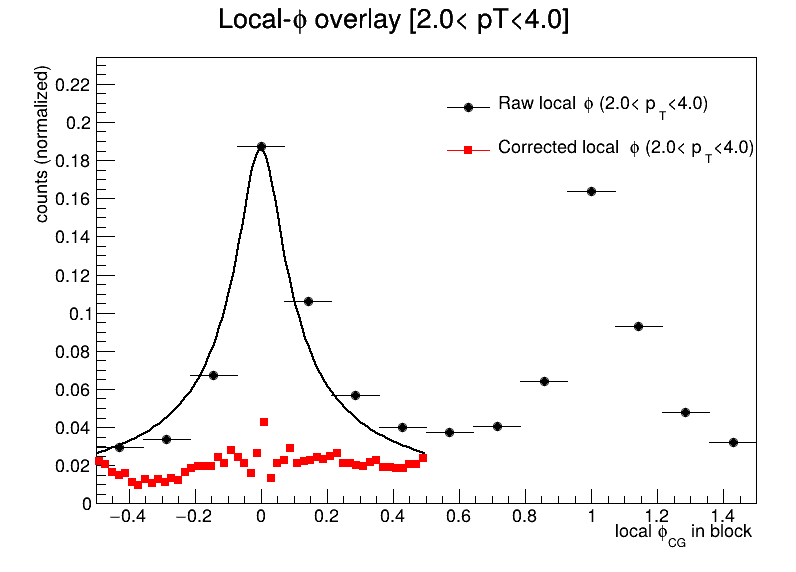 Local-ϕ overlay [2.0< pT<4.0]
counts (normalized)
0.22
0.2
0.18
0.16
0.14
0.12
0.1
0.08
0.06
0.04
0.02
0
Raw local ϕ (2.0< p_T<4.0)
Corrected local ϕ (2.0< p_T<4.0)
−0.4 −0.2 0 0.2 0.4 0.6 0.8 1 1.2 1.4
local ϕ_CG in block